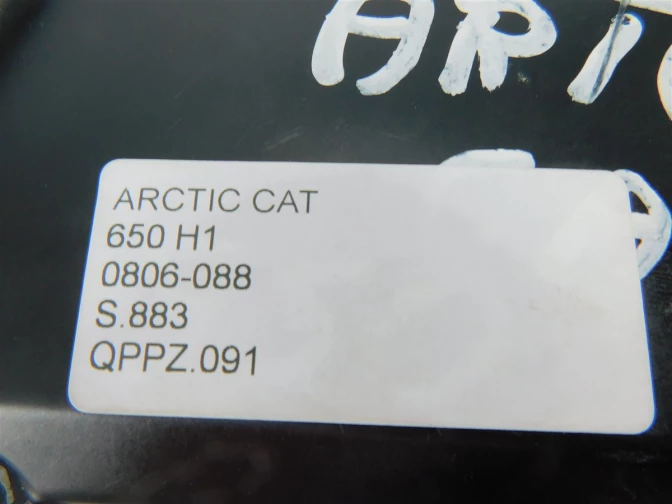 ARCTIC CAT
650 H1
0806-088
S.883
QPPZ.091